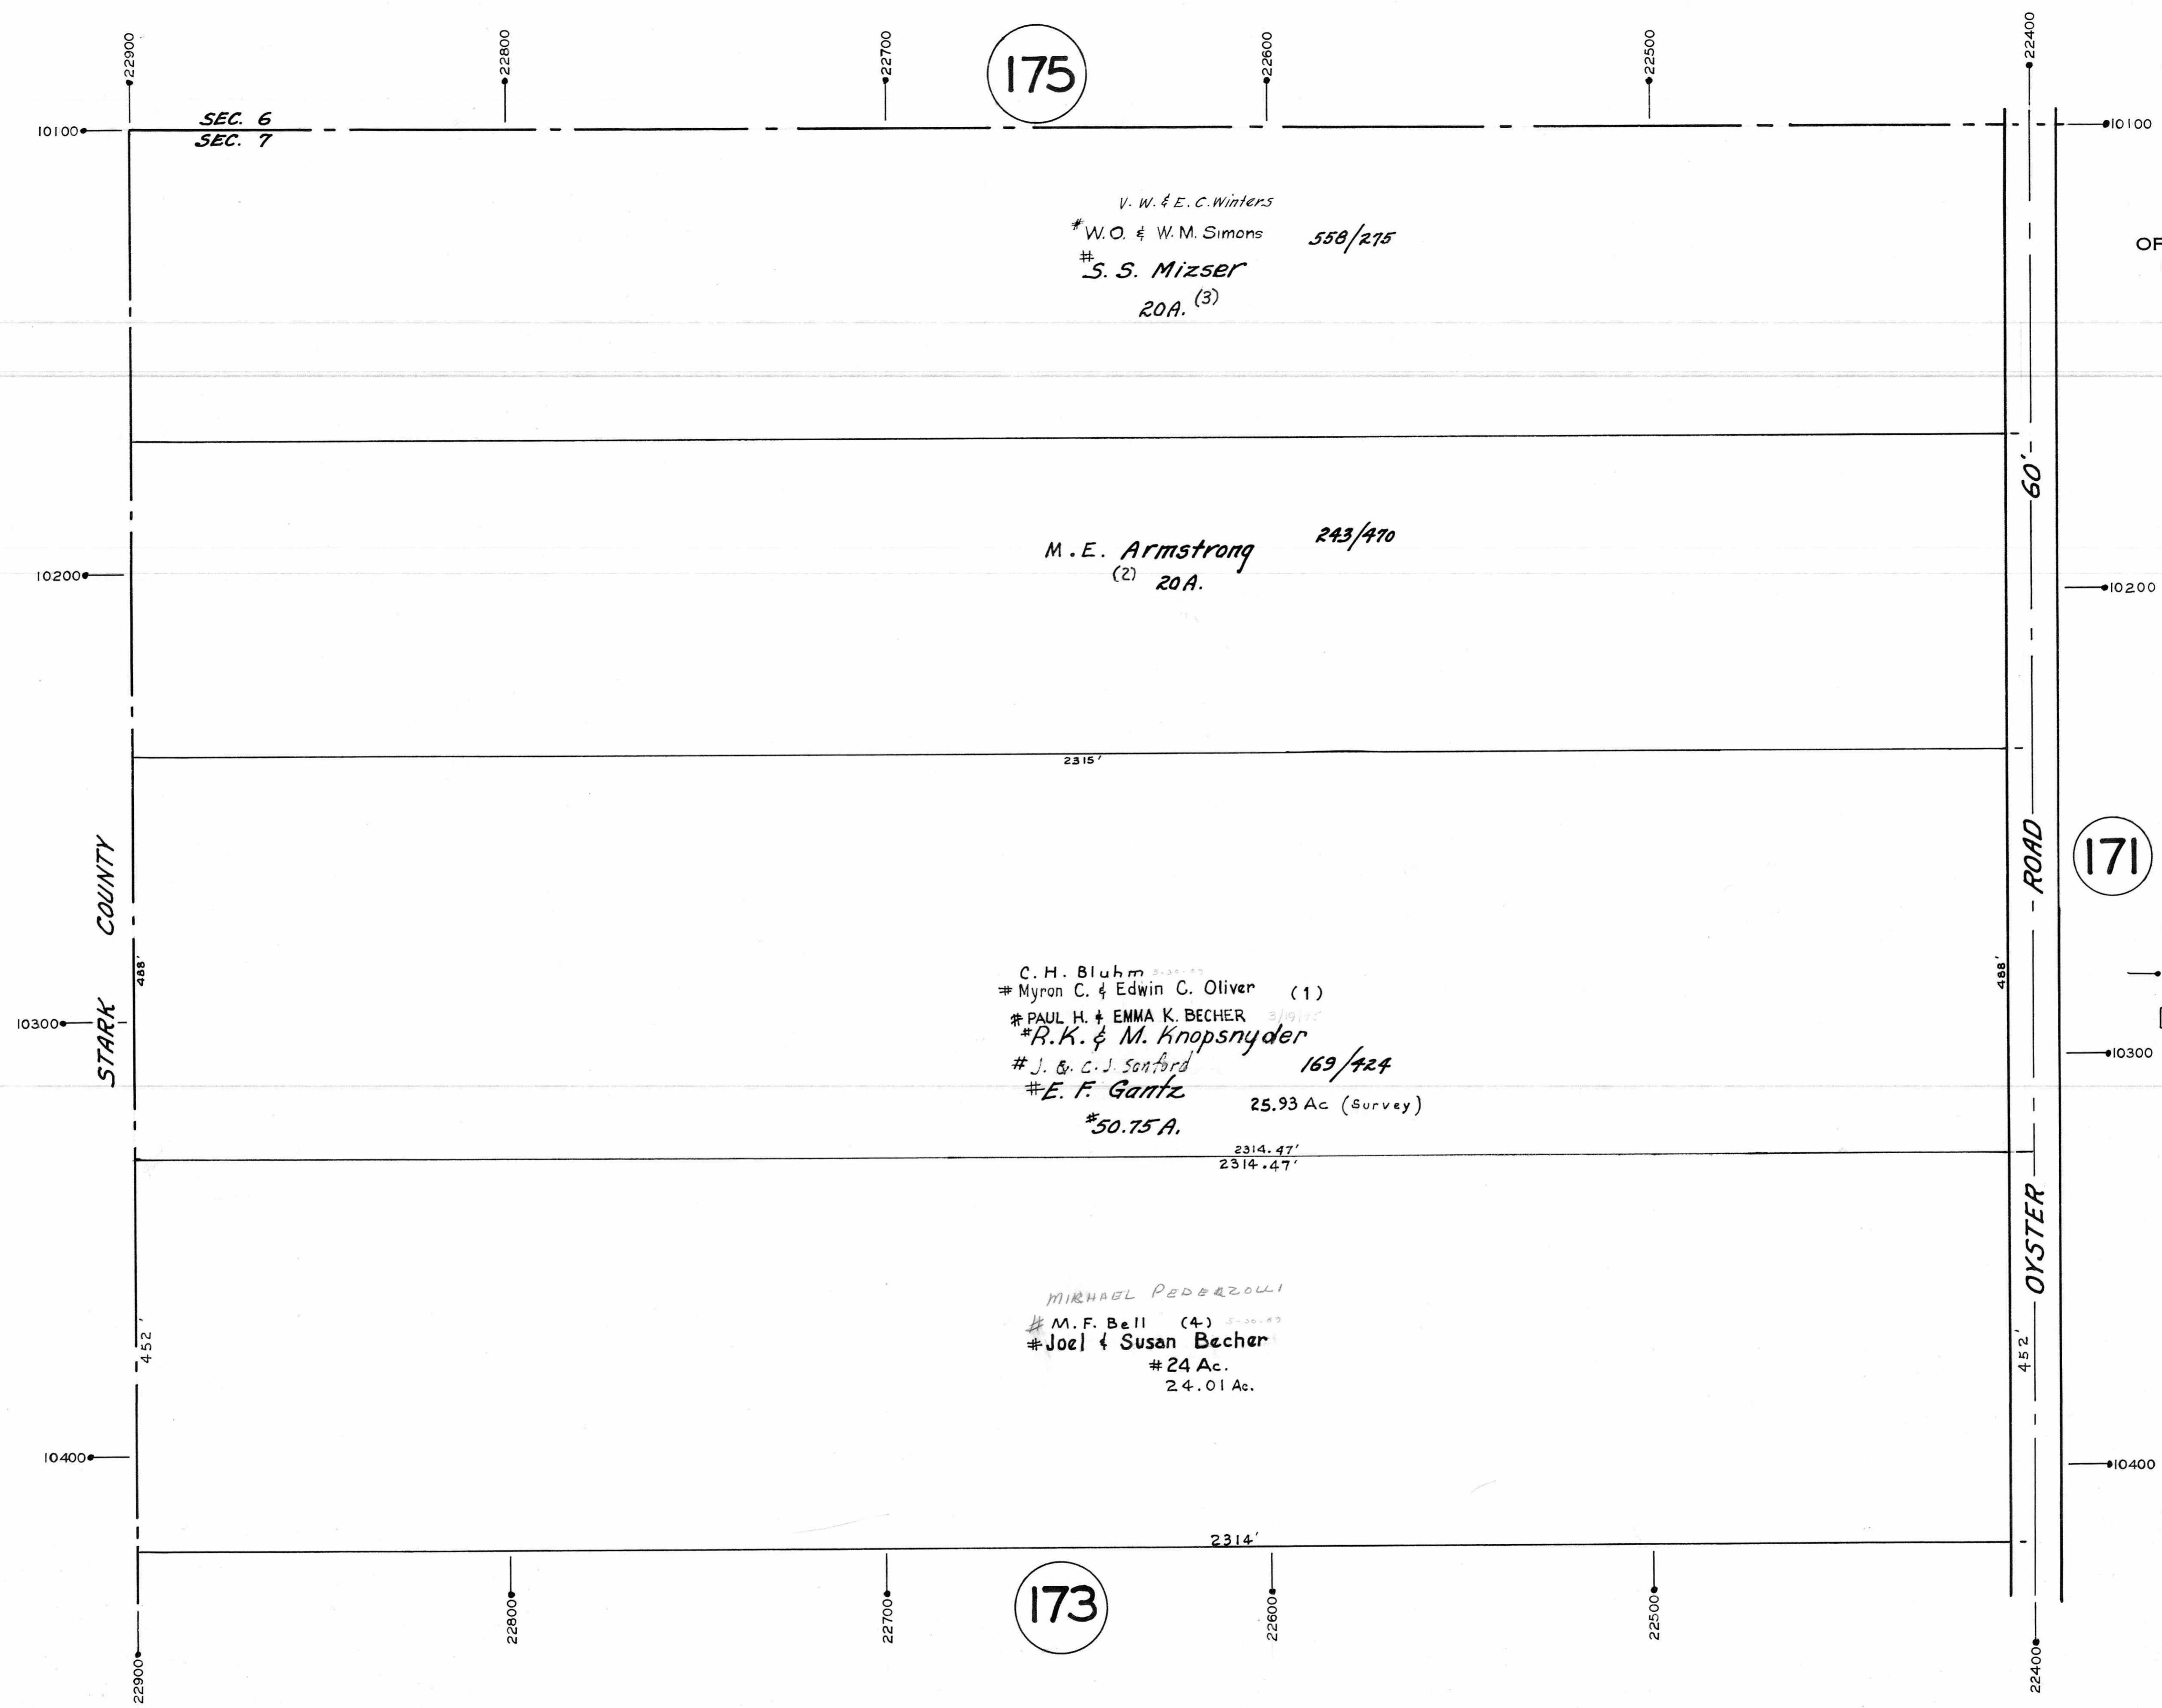 22900
22800
22700
175
22600
22500
22400
10100
SEC. 6
SEC. 7
10100
V. W. & E. C. Winters
# W.O. & W. M. Simons 558/275
# S. S. Mizser
20A. (3)
OF
60'
M. E. Armstrong 243/470
(2) 20A.
10200
10200
2315'
STARK COUNTY
488'
488'
ROAD
171
C. H. Bluhm
# Myron C. & Edwin C. Oliver (1)
# PAUL H. & EMMA K. BECHER 3/19/75
# R.K. & M. Knopsnyder
# J. & C. J. Sanford 169/424
# E. F. Gantz
25.93 Ac (Survey)
# 50.75 A.
10300
10300
2314.47'
2314.47'
OYSTER
MICHAEL PEDERZOLLI
# M. F. Bell (4)
# Joel & Susan Becher
# 24 Ac.
24.01 Ac.
452'
452'
10400
10400
2314'
22900
22800
22700
173
22600
22500
22400